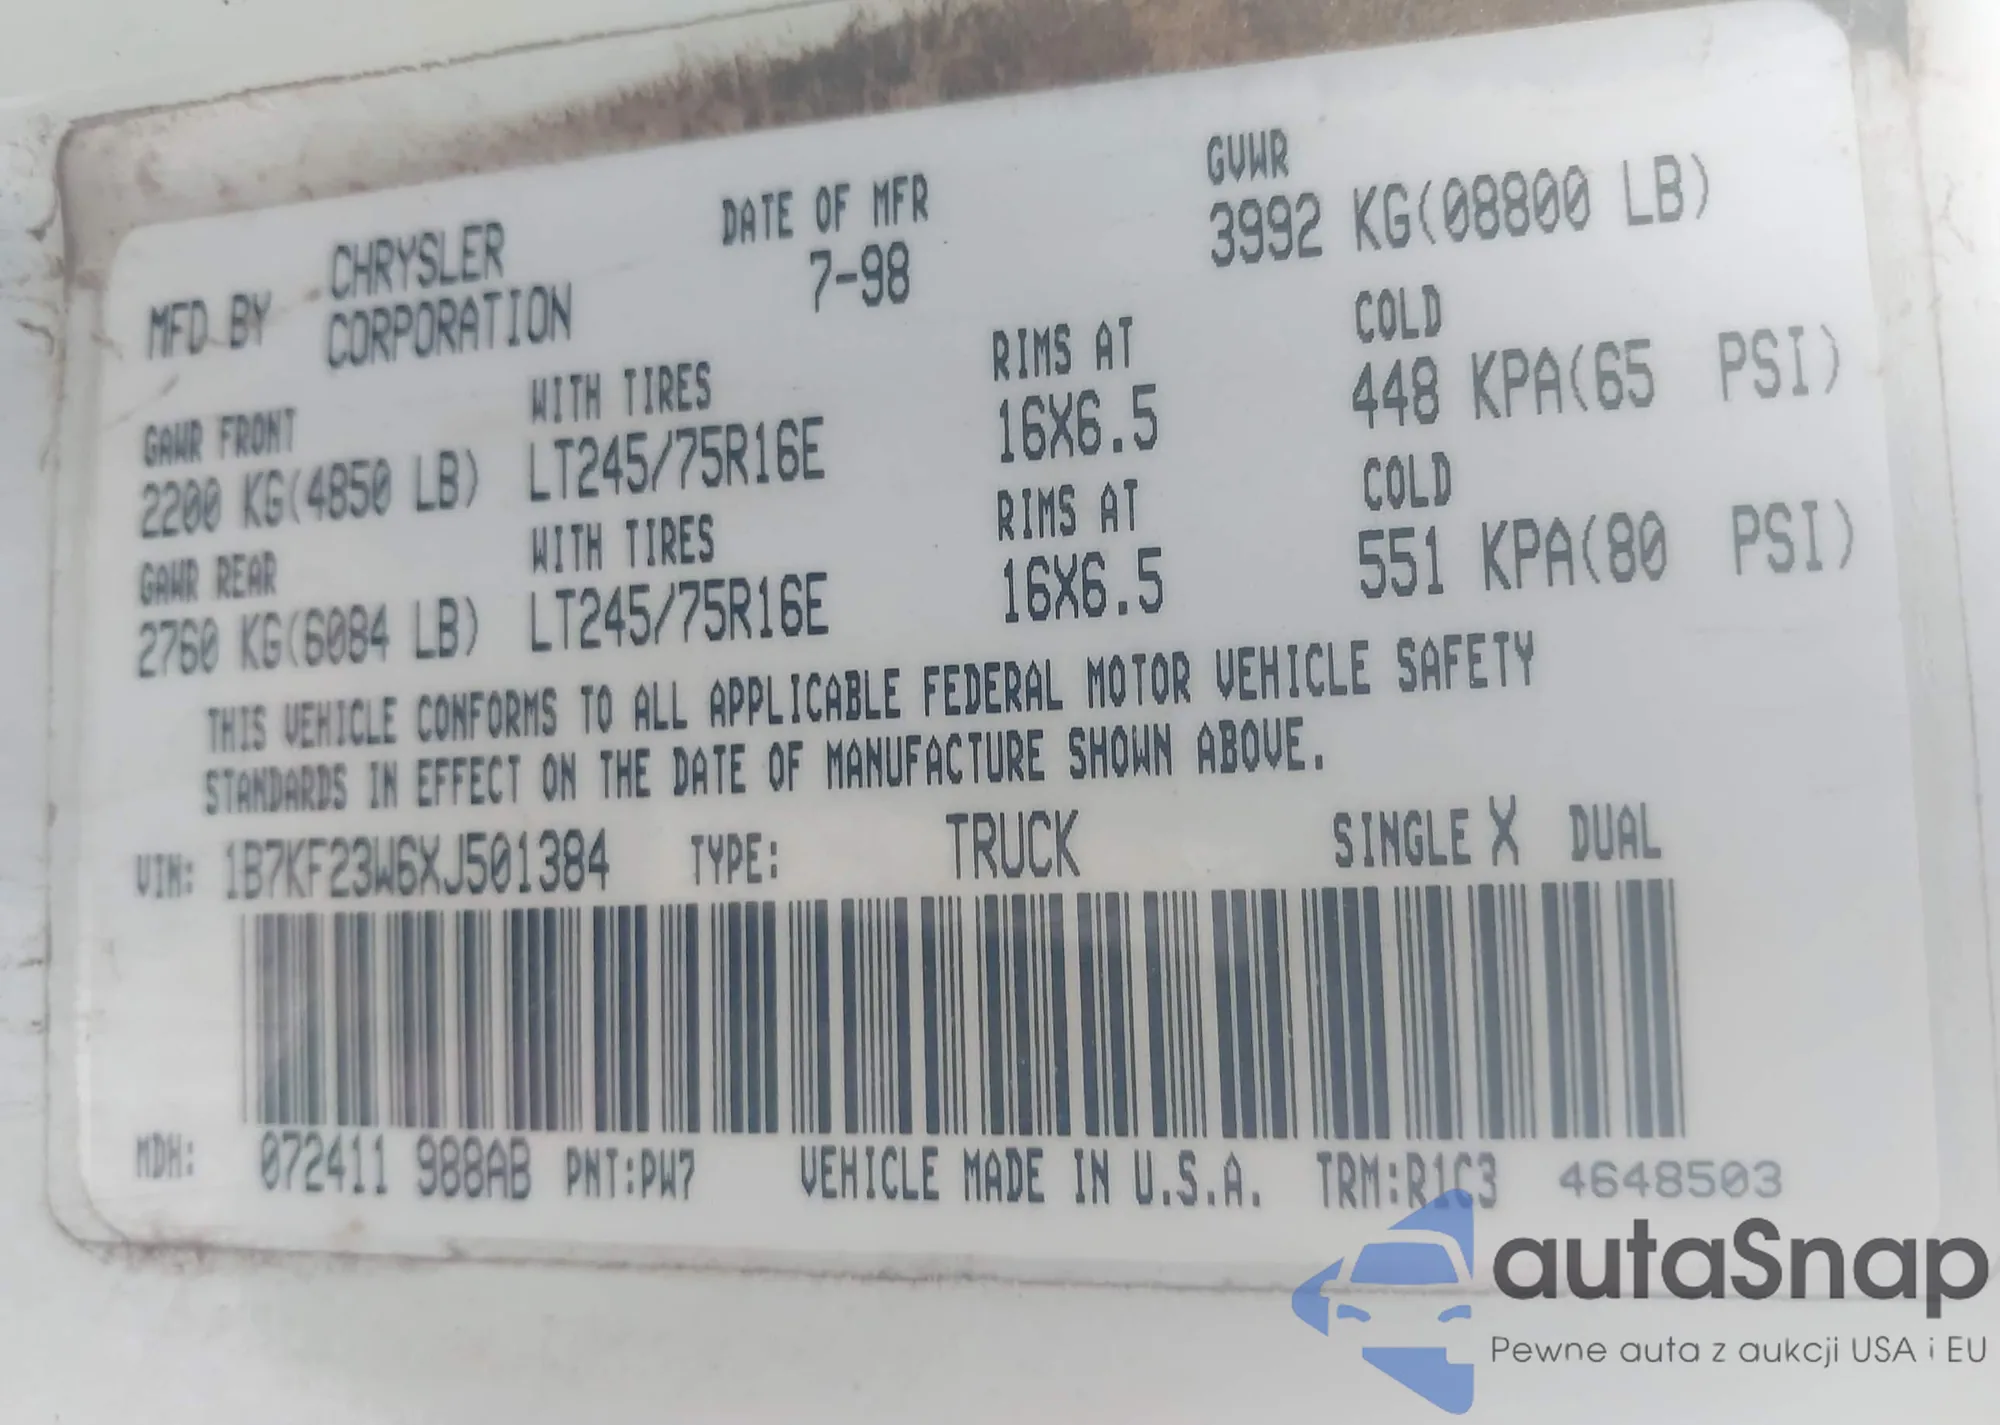 MFD BY CHRYSLER CORPORATION
DATE OF MFR
7-98
GVWR
3992 KG(08800 LB)
GAWR FRONT WITH TIRES RIMS AT COLD
2200 KG(4850 LB) LT245/75R16E 16X6.5 448 KPA(65 PSI)
GAWR REAR WITH TIRES RIMS AT COLD
2760 KG(6084 LB) LT245/75R16E 16X6.5 551 KPA(80 PSI)
THIS VEHICLE CONFORMS TO ALL APPLICABLE FEDERAL MOTOR VEHICLE SAFETY
STANDARDS IN EFFECT ON THE DATE OF MANUFACTURE SHOWN ABOVE.
VIN: 1B7KF23W6XJ501384 TYPE: TRUCK SINGLE X DUAL
MDH: 072411 988AB PNT:PW7 VEHICLE MADE IN U.S.A. TRM:R1C3 4648503
autaSnap
Pewne auta z aukcji USA i EU